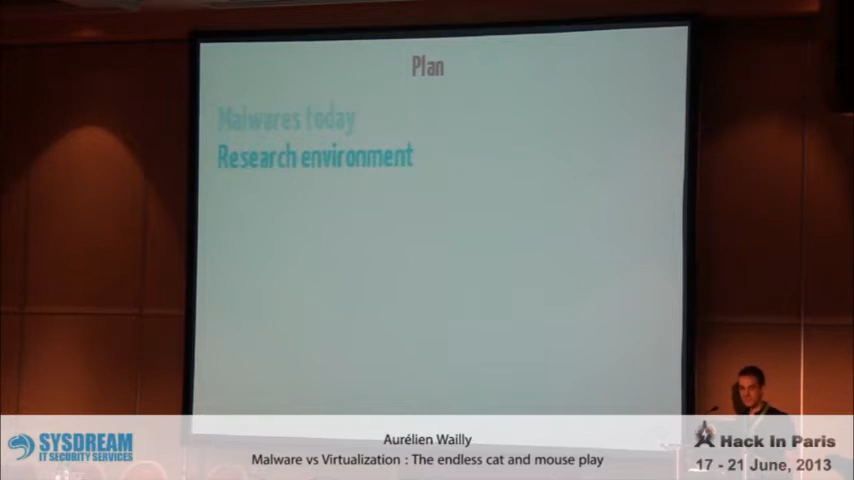 Plan
Malwares today
Research environment
SYSDREAM
IT SECURITY SERVICES
Aurélien Wailly
Malware vs Virtualization : The endless cat and mouse play
Hack In Paris
17 - 21 June, 2013